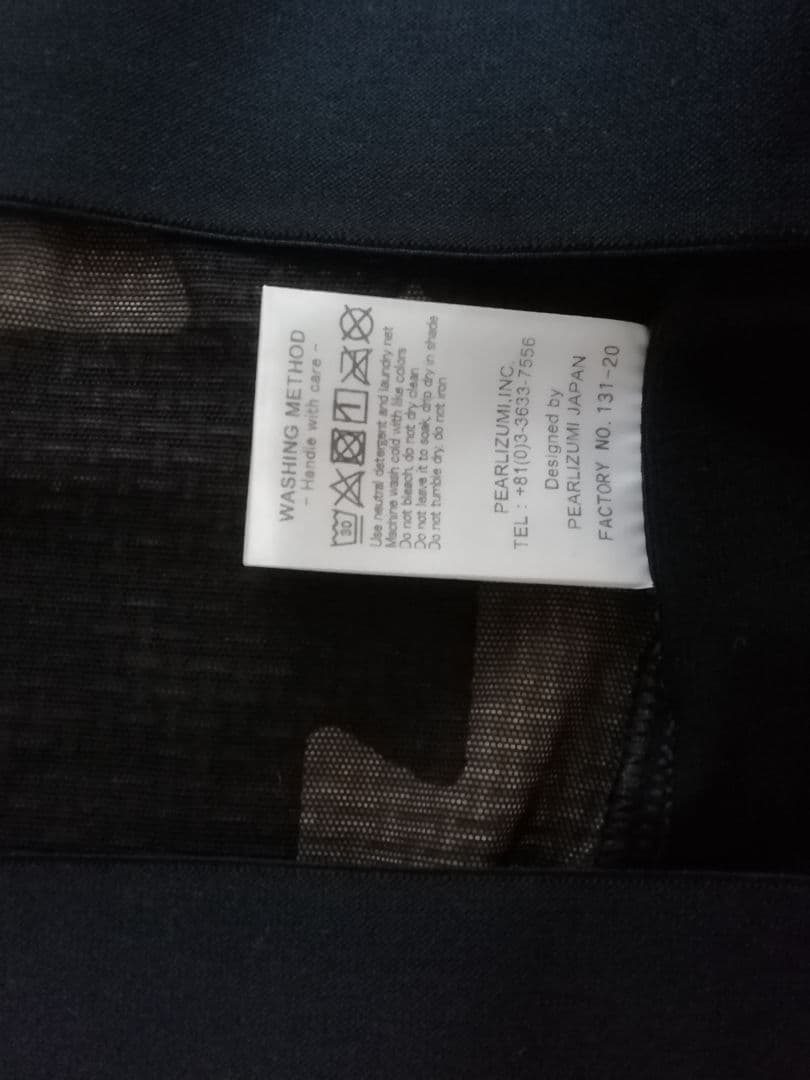 WASHING METHOD
- Handle with care -
30
Use neutral detergent and laundry net
Machine wash cold with like colors
Do not bleach, do not dry clean
Do not leave it to soak, drip dry in shade
Do not tumble dry, do not iron
PEARLIZUMI,INC.
TEL : +81(0)3-3633-7556
Designed by
PEARLIZUMI JAPAN
FACTORY NO. 131-20